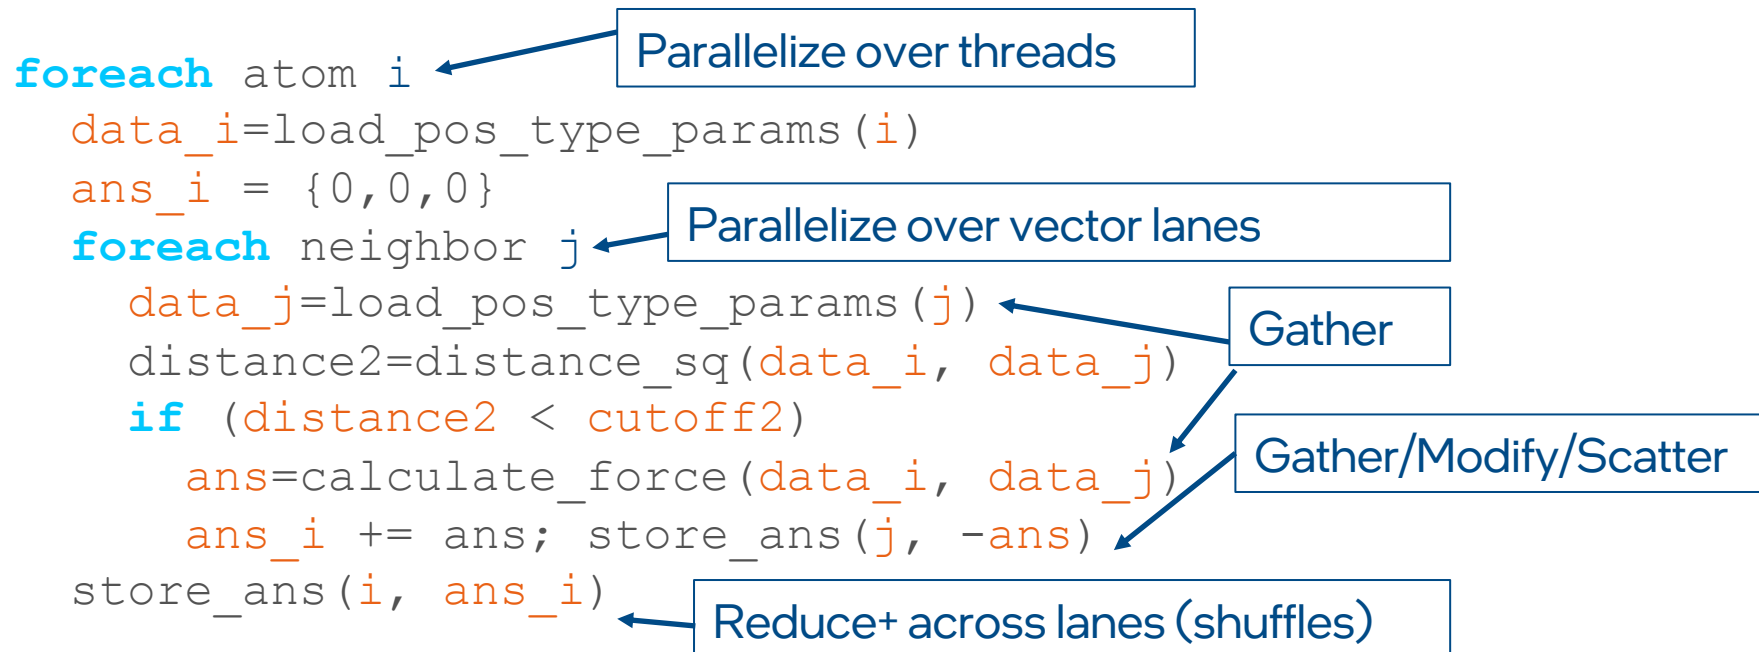 Parallelize over threads
foreach atom i
data_i=load_pos_type_params(i)
ans_i = {0,0,0}
Parallelize over vector lanes
foreach neighbor j
data_j=load_pos_type_params(j)
Gather
distance2=distance_sq(data_i, data_j)
if (distance2 < cutoff2)
Gather/Modify/Scatter
ans=calculate_force(data_i, data_j)
ans_i += ans; store_ans(j, -ans)
store_ans(i, ans_i)
Reduce+ across lanes (shuffles)